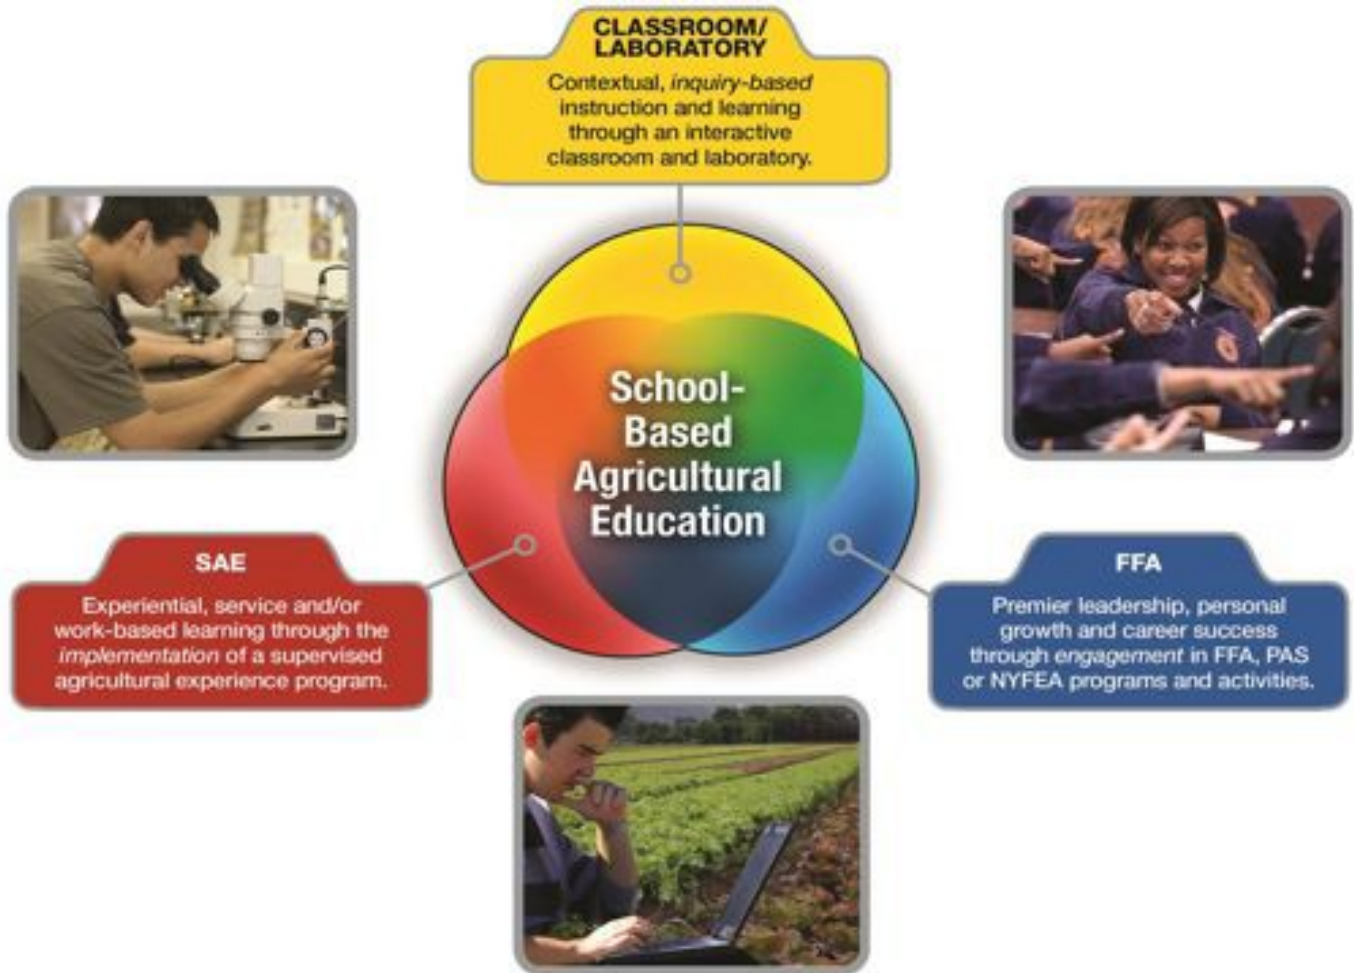 CLASSROOM/
LABORATORY
Contextual, inquiry-based
instruction and learning
through an interactive
classroom and laboratory.
School-
Based
Agricultural
Education
SAE
Experiential, service and/or
work-based learning through the
implementation of a supervised
agricultural experience program.
FFA
Premier leadership, personal
growth and career success
through engagement in FFA, PAS
or NYFEA programs and activities.